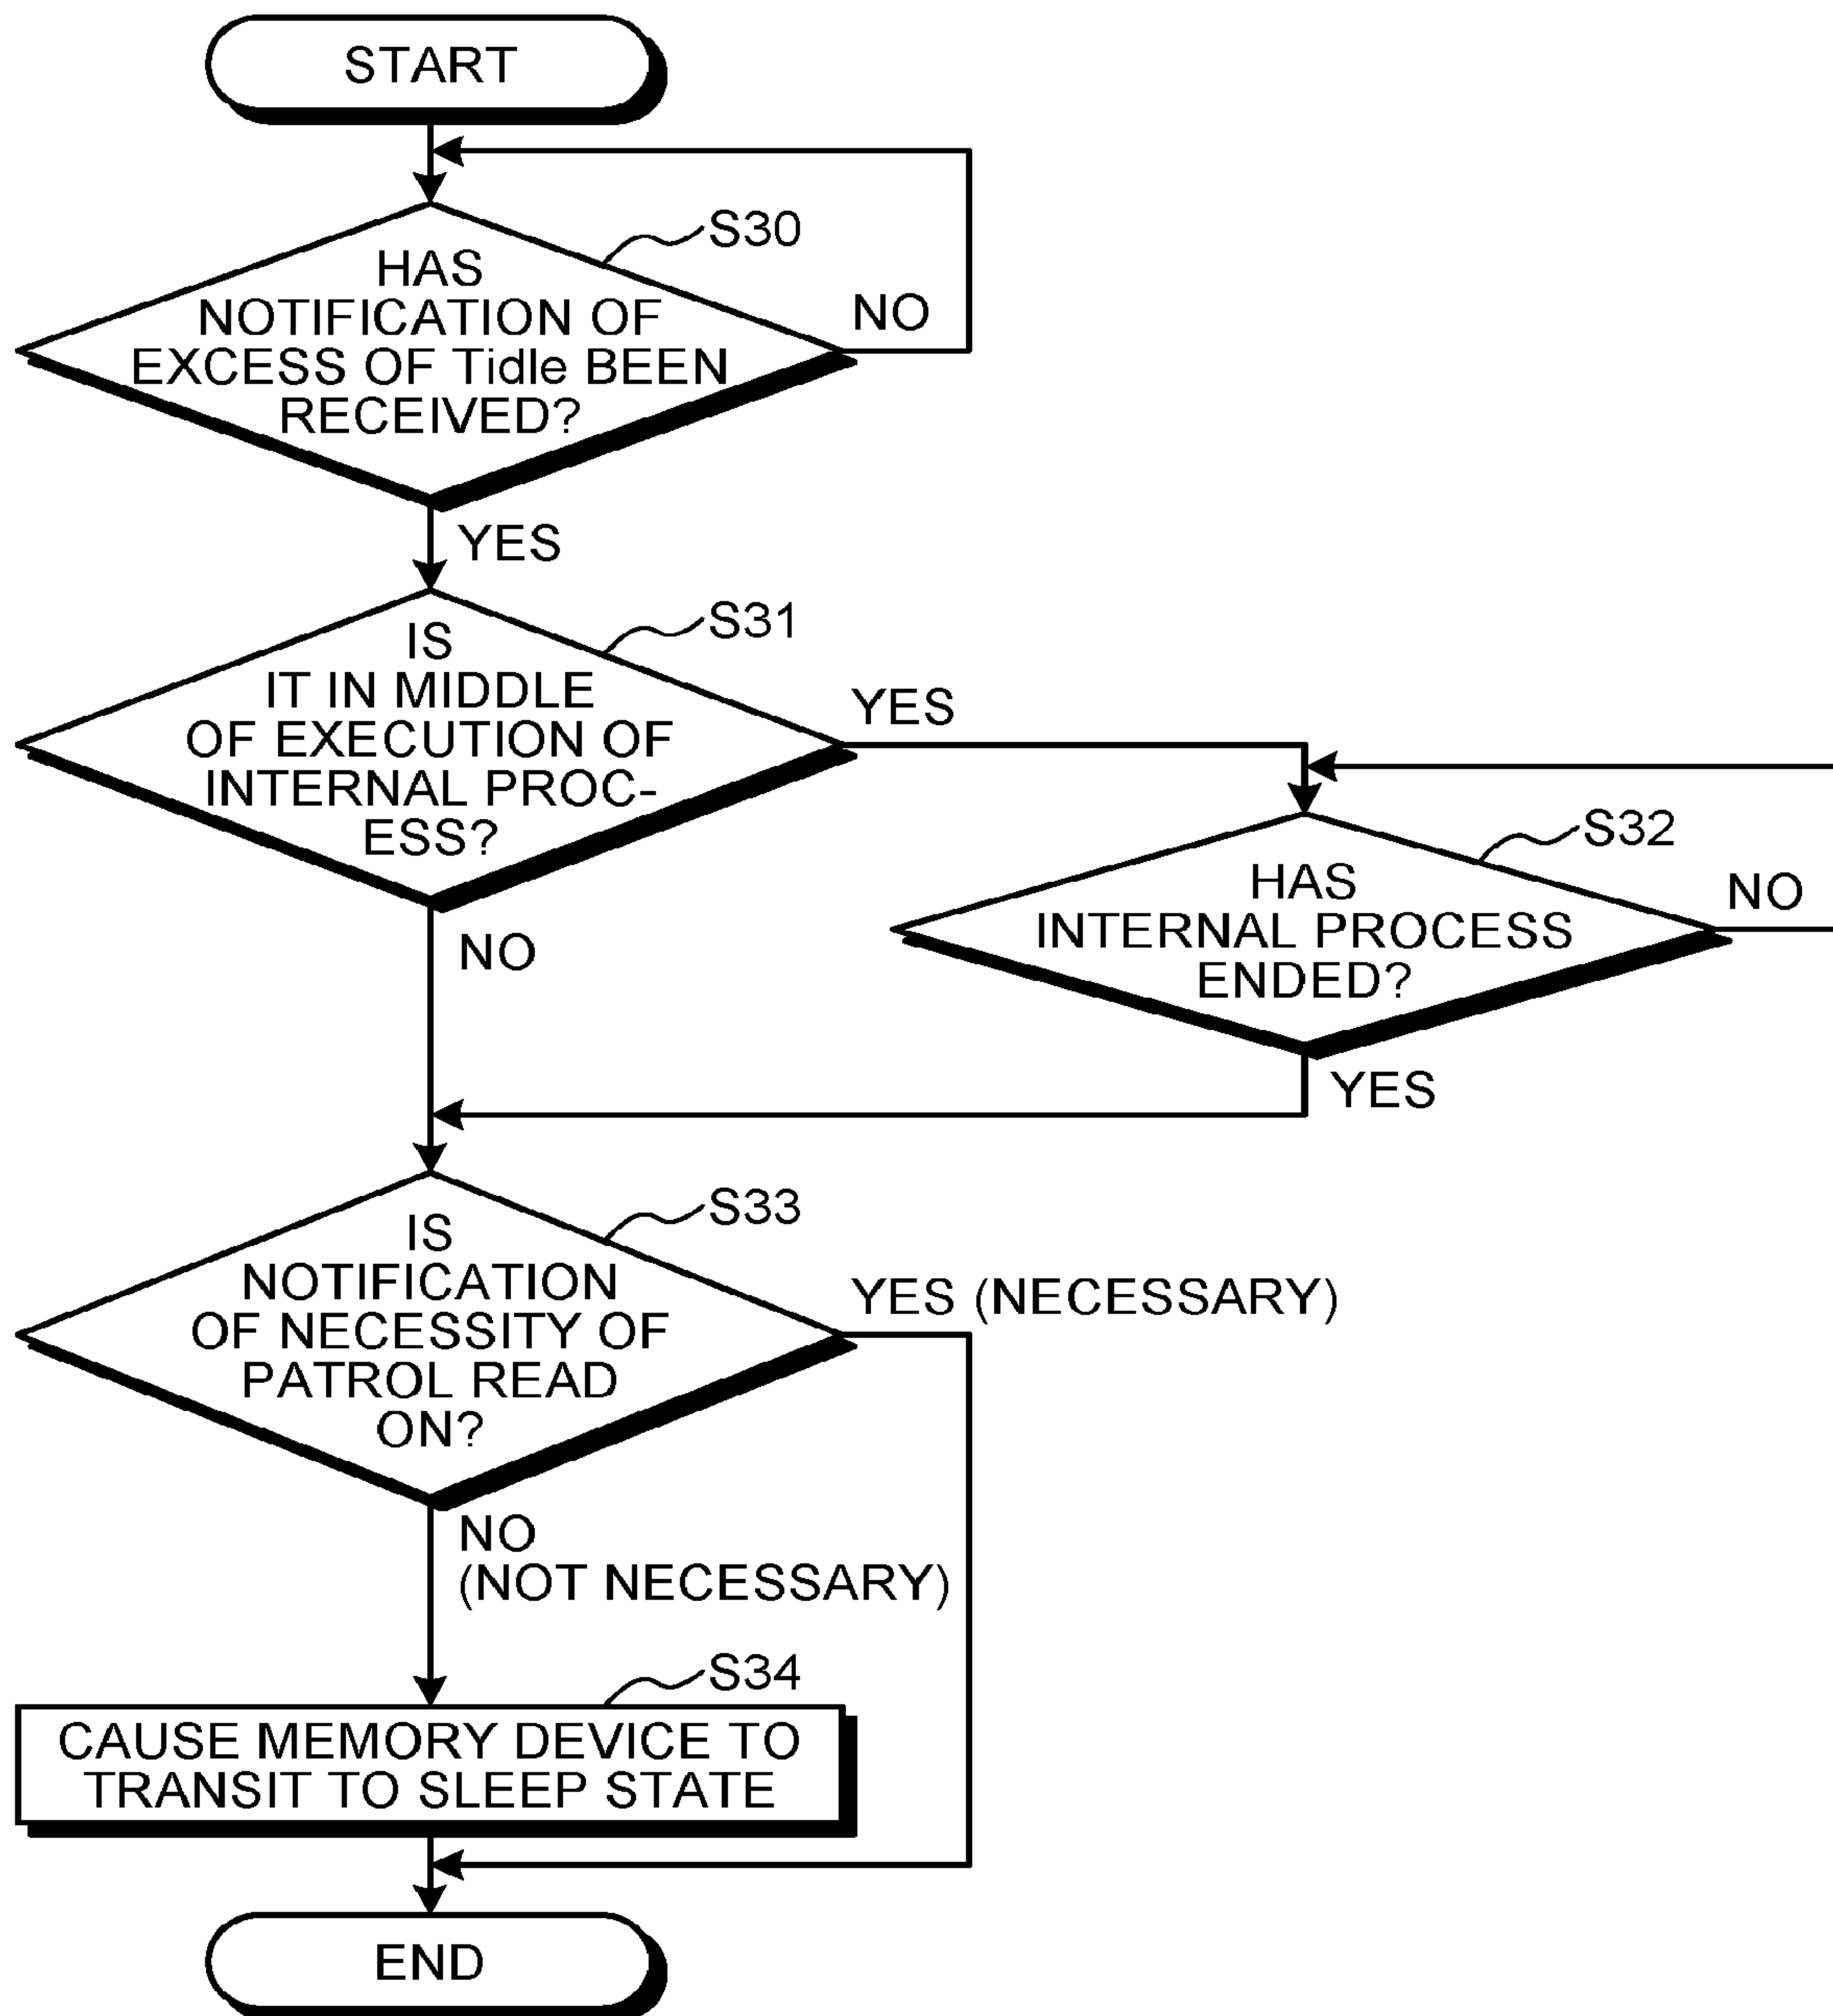 START
S30
HAS
NOTIFICATION OF
EXCESS OF Tidle BEEN
RECEIVED?
NO
YES
S31
IS
IT IN MIDDLE
OF EXECUTION OF
INTERNAL PROC-
ESS?
YES
NO
S32
HAS
INTERNAL PROCESS
ENDED?
NO
YES
S33
IS
NOTIFICATION
OF NECESSITY OF
PATROL READ
ON?
YES (NECESSARY)
NO
(NOT NECESSARY)
S34
CAUSE MEMORY DEVICE TO
TRANSIT TO SLEEP STATE
END